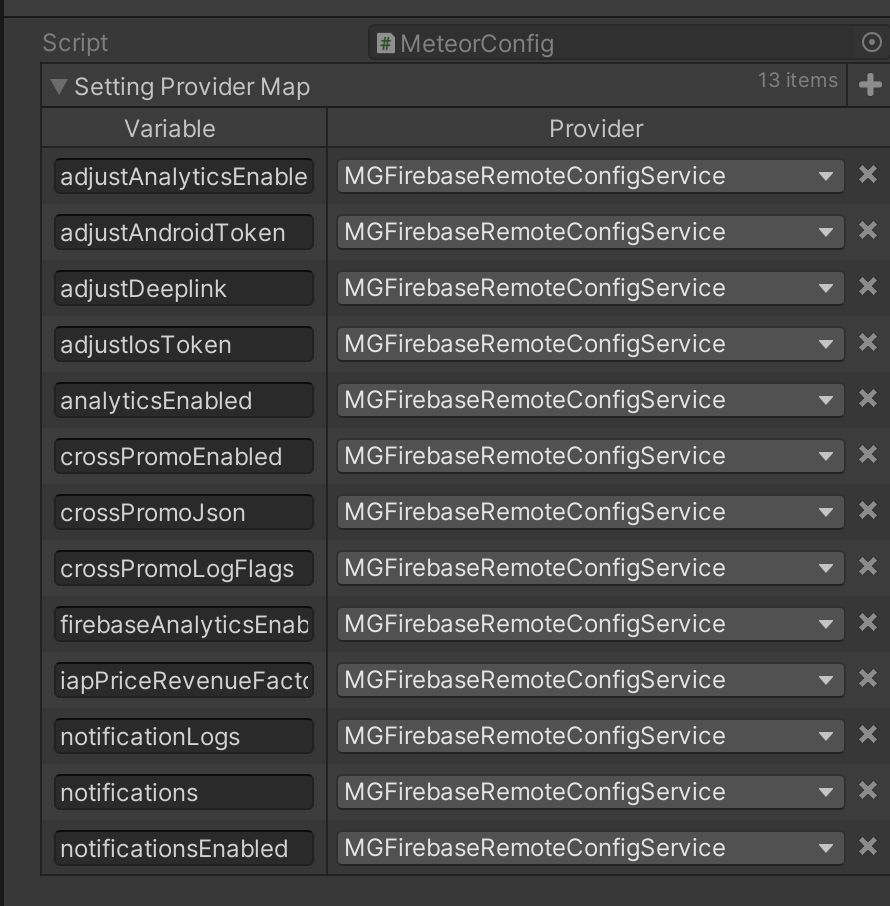 Script
# MeteorConfig
Setting Provider Map
13 items
Variable Provider
adjustAnalyticsEnable MGFirebaseRemoteConfigService
adjustAndroidToken MGFirebaseRemoteConfigService
adjustDeeplink MGFirebaseRemoteConfigService
adjustIosToken MGFirebaseRemoteConfigService
analyticsEnabled MGFirebaseRemoteConfigService
crossPromoEnabled MGFirebaseRemoteConfigService
crossPromoJson MGFirebaseRemoteConfigService
crossPromoLogFlags MGFirebaseRemoteConfigService
firebaseAnalyticsEnab MGFirebaseRemoteConfigService
iapPriceRevenueFacto MGFirebaseRemoteConfigService
notificationLogs MGFirebaseRemoteConfigService
notifications MGFirebaseRemoteConfigService
notificationsEnabled MGFirebaseRemoteConfigService